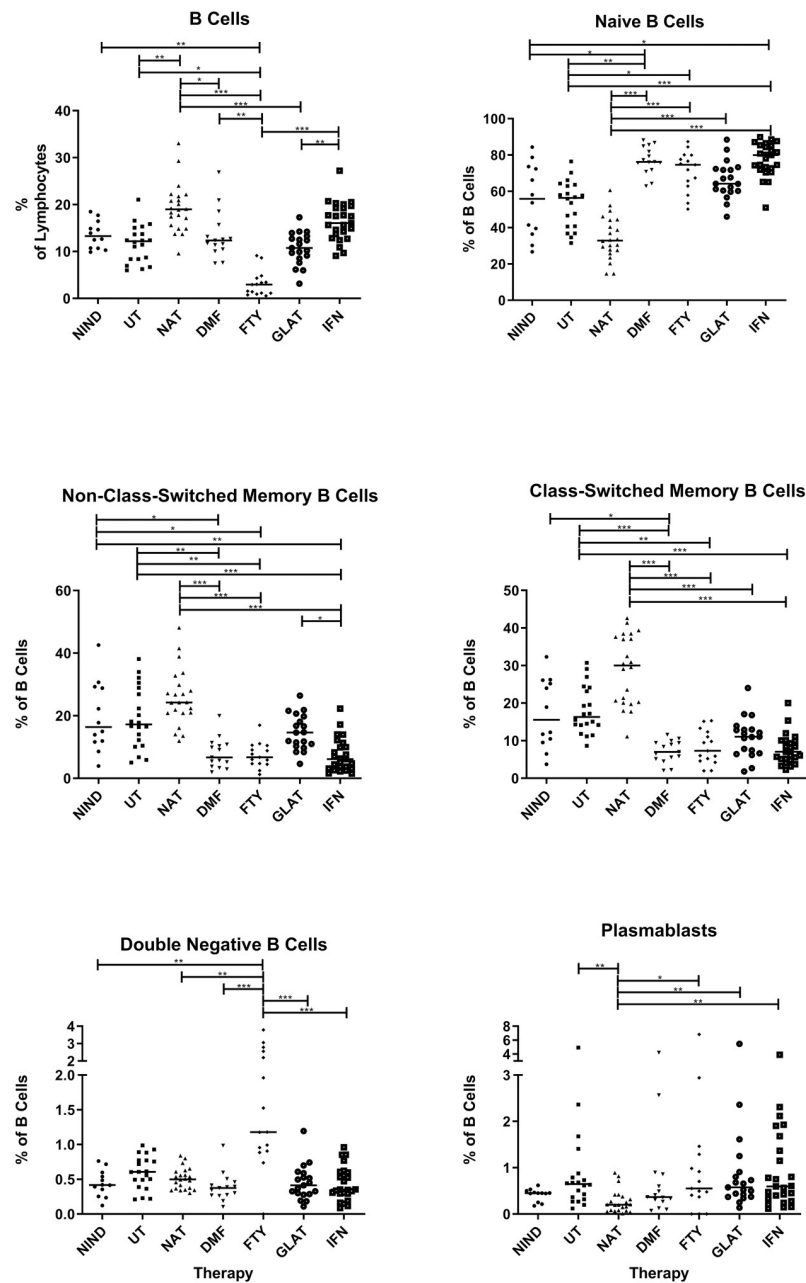 B Cells
**
**
*
*
***
***
**
***
**
%
of Lymphocytes
40
30
20
10
0
NIND
UT
NAT
DMF
FTY
GLAT
IFN
Naive B Cells
*
*
**
*
***
***
***
***
***
% of B Cells
100
80
60
40
20
0
NIND
UT
NAT
DMF
FTY
GLAT
IFN
Non-Class-Switched Memory B Cells
*
*
**
**
**
***
***
***
***
*
% of B Cells
60
40
20
0
NIND
UT
NAT
DMF
FTY
GLAT
IFN
Class-Switched Memory B Cells
*
***
**
***
***
***
***
***
% of B Cells
50
40
30
20
10
0
NIND
UT
NAT
DMF
FTY
GLAT
IFN
Double Negative B Cells
**
**
***
***
***
% of B Cells
4
3
2
2.0
1.5
1.0
0.5
0.0
NIND
UT
NAT
DMF
FTY
GLAT
IFN
Therapy
Plasmablasts
**
*
**
**
% of B Cells
8
6
4
3
2
1
0
NIND
UT
NAT
DMF
FTY
GLAT
IFN
Therapy